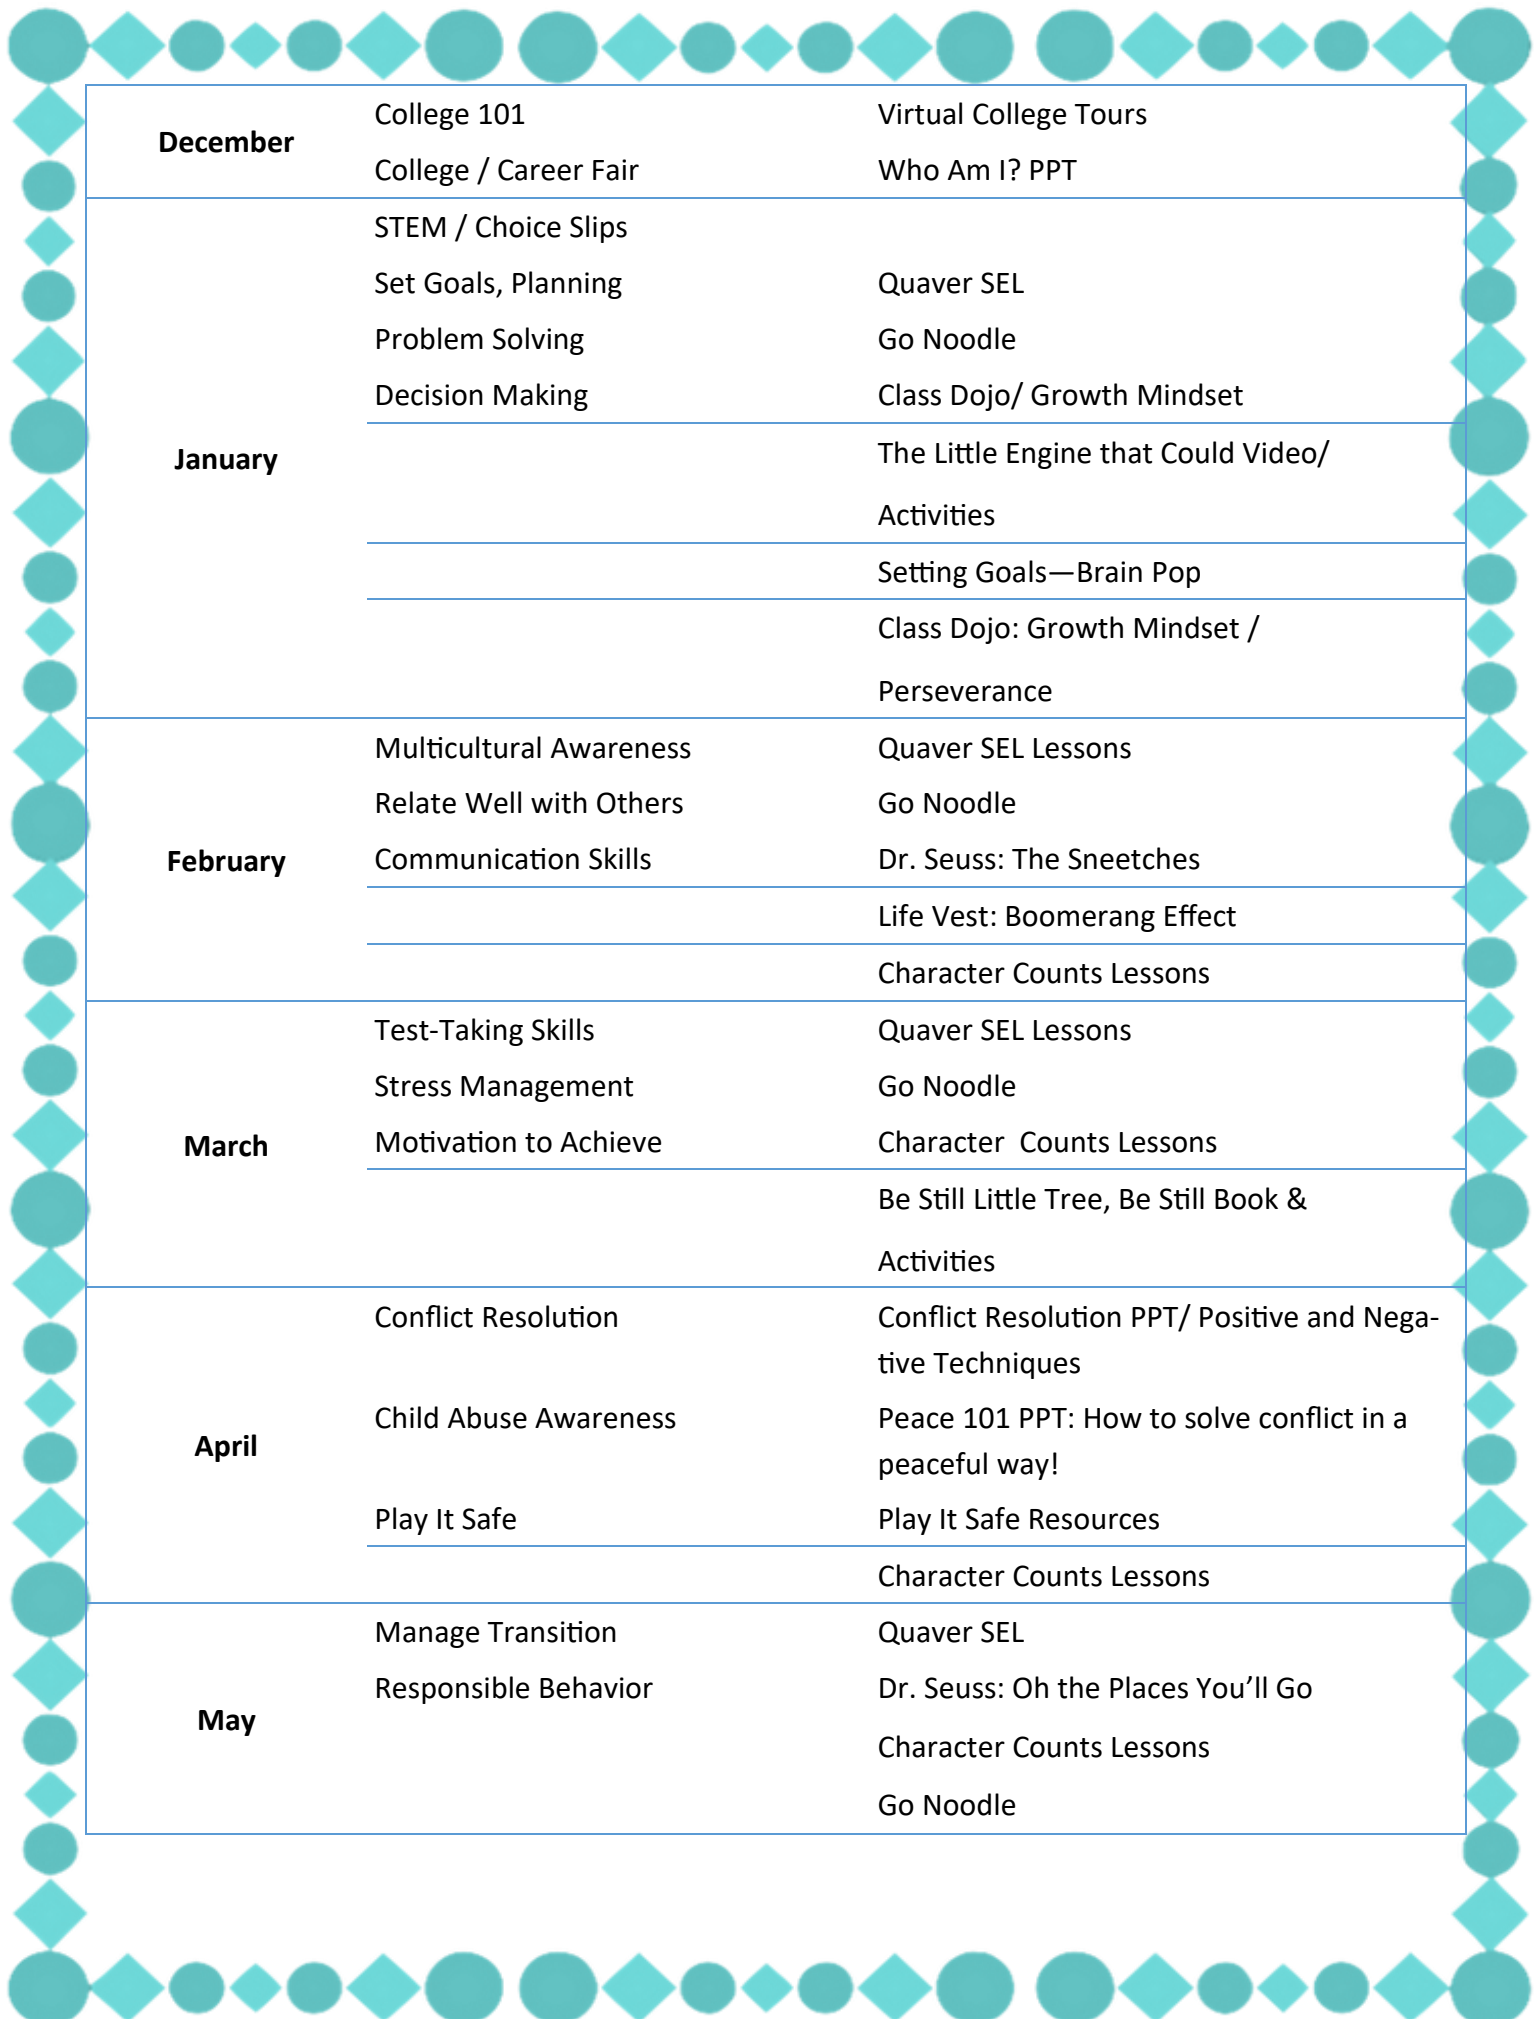 December
College 101 Virtual College Tours
College / Career Fair Who Am I? PPT
January
STEM / Choice Slips
Set Goals, Planning Quaver SEL
Problem Solving Go Noodle
Decision Making Class Dojo/ Growth Mindset
The Little Engine that Could Video/
Activities
Setting Goals—Brain Pop
Class Dojo: Growth Mindset /
Perseverance
February
Multicultural Awareness Quaver SEL Lessons
Relate Well with Others Go Noodle
Communication Skills Dr. Seuss: The Sneetches
Life Vest: Boomerang Effect
Character Counts Lessons
March
Test-Taking Skills Quaver SEL Lessons
Stress Management Go Noodle
Motivation to Achieve Character  Counts Lessons
Be Still Little Tree, Be Still Book &
Activities
April
Conflict Resolution Conflict Resolution PPT/ Positive and Nega-
tive Techniques
Child Abuse Awareness Peace 101 PPT: How to solve conflict in a
peaceful way!
Play It Safe Play It Safe Resources
Character Counts Lessons
May
Manage Transition Quaver SEL
Responsible Behavior Dr. Seuss: Oh the Places You’ll Go
Character Counts Lessons
Go Noodle